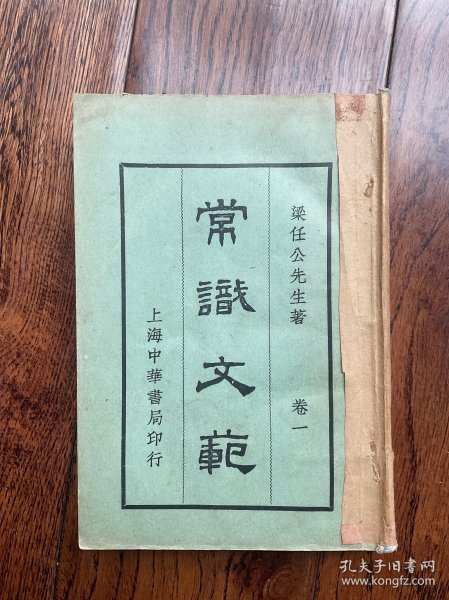 梁任公先生著 卷一
常識文範
上海中華書局印行
孔夫子旧书网
www.kongfz.com